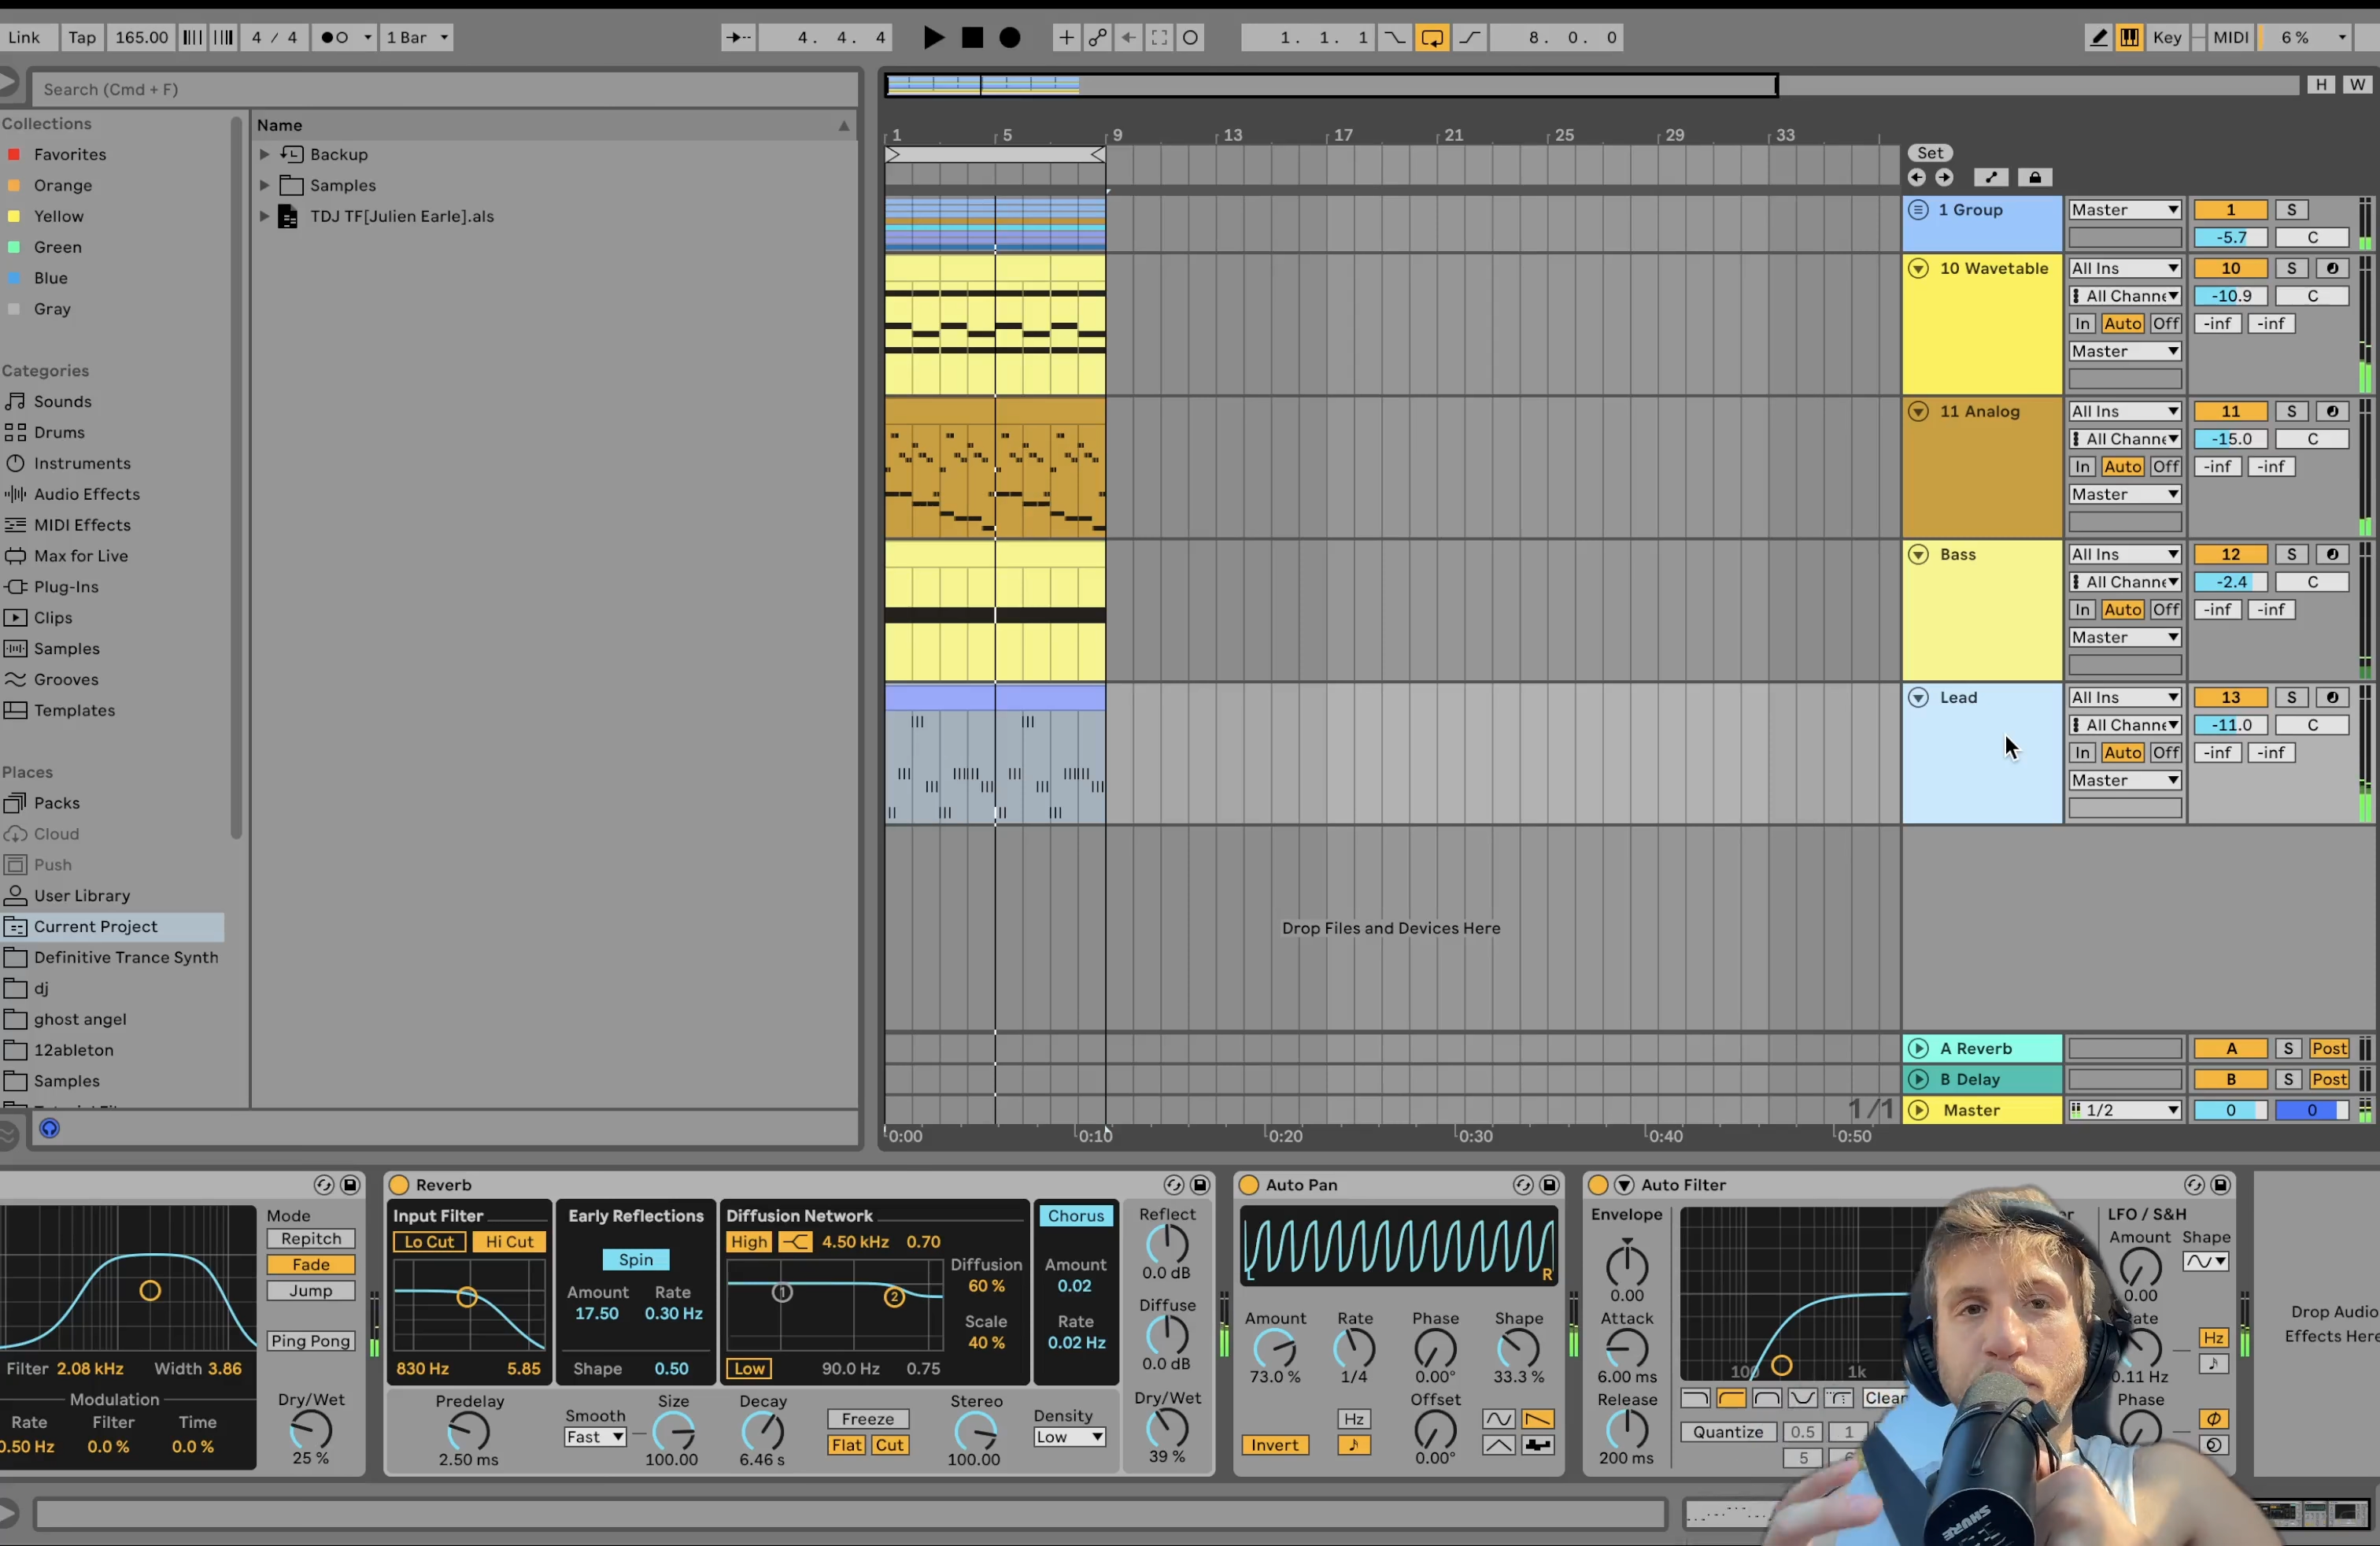 Link Tap 165.00 4 / 4 1 Bar 4. 4. 4 1. 1. 1 8. 0. 0 Key MIDI 6 %
Search (Cmd + F)
H W
Collections
Favorites
Orange
Yellow
Green
Blue
Gray
Categories
Sounds
Drums
Instruments
Audio Effects
MIDI Effects
Max for Live
Plug-Ins
Clips
Samples
Grooves
Templates
Places
Packs
Cloud
Push
User Library
Current Project
Definitive Trance Synth
dj
ghost angel
12ableton
Samples
Name
Backup
Samples
TDJ TF[Julien Earle].als
1 5 9 13 17 21 25 29 33
Set
1 Group Master 1 S
-5.7 C
10 Wavetable All Ins 10 S
All Channe -10.9 C
In Auto Off -inf -inf
Master
11 Analog All Ins 11 S
All Channe -15.0 C
In Auto Off -inf -inf
Master
Bass All Ins 12 S
All Channe -2.4 C
In Auto Off -inf -inf
Master
Lead All Ins 13 S
All Channe -11.0 C
In Auto Off -inf -inf
Master
Drop Files and Devices Here
A Reverb A S Post
B Delay B S Post
1/1 Master 1/2 0 0
0:00 0:10 0:20 0:30 0:40 0:50
Mode
Repitch
Fade
Jump
Ping Pong
Filter 2.08 kHz Width 3.86
Modulation
Rate Filter Time
0.50 Hz 0.0 % 0.0 %
Dry/Wet
25 %
Reverb
Input Filter
Lo Cut Hi Cut
830 Hz 5.85
Early Reflections
Spin
Amount Rate
17.50 0.30 Hz
Shape 0.50
Diffusion Network
High 4.50 kHz 0.70
1 2
Diffusion
60 %
Scale
40 %
Low 90.0 Hz 0.75
Chorus
Amount
0.02
Rate
0.02 Hz
Reflect
0.0 dB
Diffuse
0.0 dB
Dry/Wet
39 %
Predelay
2.50 ms
Smooth
Fast
Size
100.00
Decay
6.46 s
Freeze
Flat Cut
Stereo
100.00
Density
Low
Auto Pan
L R
Amount Rate Phase Shape
73.0 % 1/4 0.00° 33.3 %
Hz Offset
Invert 0.00°
Auto Filter
Envelope
0.00
Attack
6.00 ms
Release
200 ms
1k
Clear
Quantize 0.5 1
5
LFO / S&H
Amount Shape
0.00
Hz
0.11 Hz
Phase
Drop Audio
Effects Here
SHURE